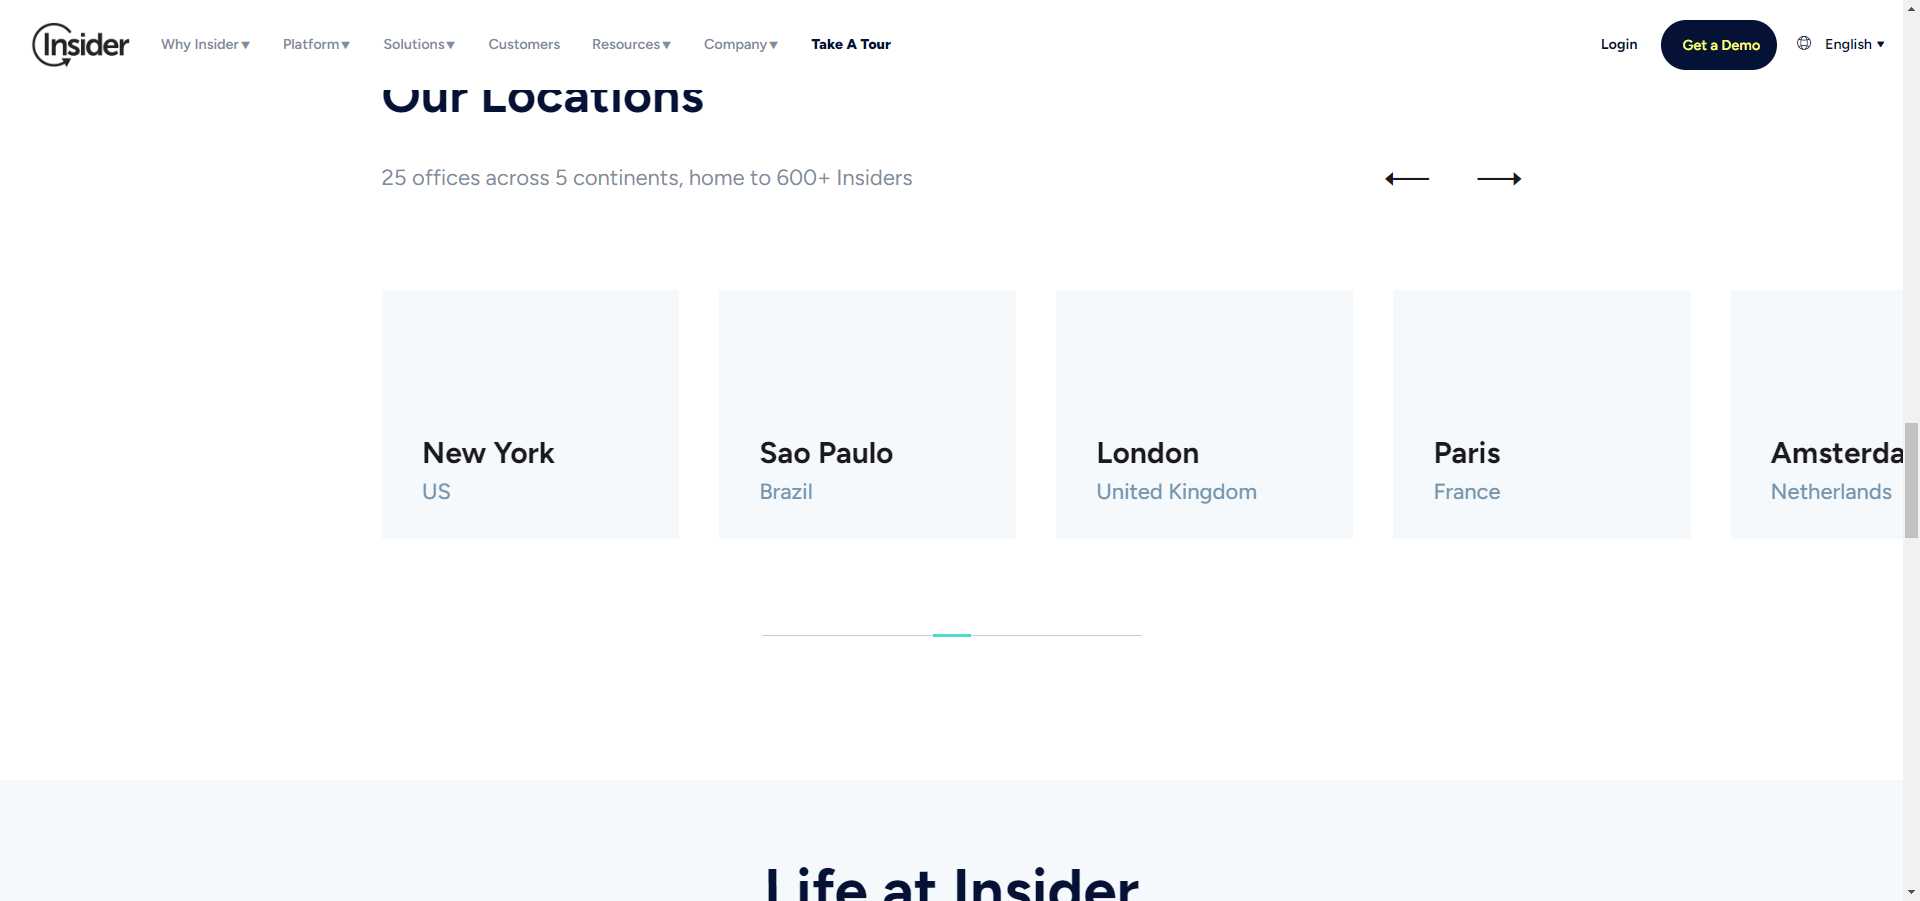 Insider
Why Insider▼ Platform▼ Solutions▼ Customers Resources▼ Company▼ Take A Tour Login Get a Demo English ▼
Our Locations
25 offices across 5 continents, home to 600+ Insiders
New York
US
Sao Paulo
Brazil
London
United Kingdom
Paris
France
Amsterda
Netherlands
Life at Insider